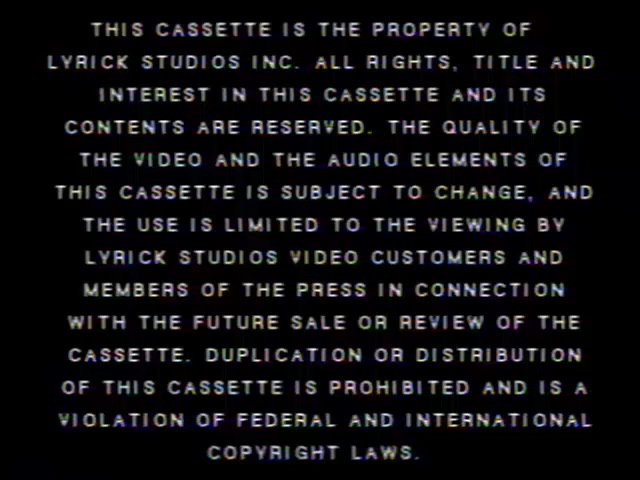 THIS CASSETTE IS THE PROPERTY OF
LYRICK STUDIOS INC. ALL RIGHTS, TITLE AND
INTEREST IN THIS CASSETTE AND ITS
CONTENTS ARE RESERVED. THE QUALITY OF
THE VIDEO AND THE AUDIO ELEMENTS OF
THIS CASSETTE IS SUBJECT TO CHANGE, AND
THE USE IS LIMITED TO THE VIEWING BY
LYRICK STUDIOS VIDEO CUSTOMERS AND
MEMBERS OF THE PRESS IN CONNECTION
WITH THE FUTURE SALE OR REVIEW OF THE
CASSETTE. DUPLICATION OR DISTRIBUTION
OF THIS CASSETTE IS PROHIBITED AND IS A
VIOLATION OF FEDERAL AND INTERNATIONAL
COPYRIGHT LAWS.